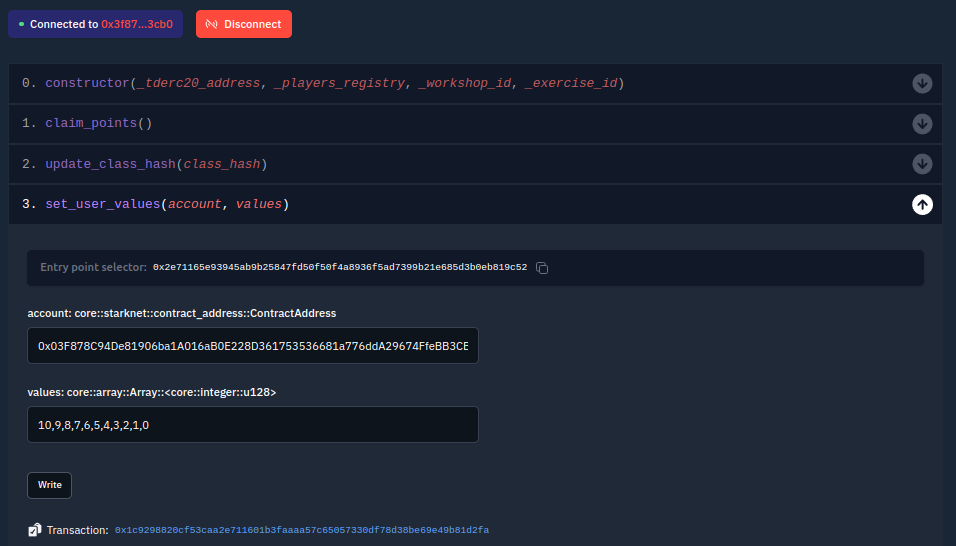 Connected to 0x3f87...3cb0 Disconnect
0. constructor(_tderc20_address, _players_registry, _workshop_id, _exercise_id)
1. claim_points()
2. update_class_hash(class_hash)
3. set_user_values(account, values)
Entry point selector: 0x2e71165e93945ab9b25847fd50f50f4a8936f5ad7399b21e685d3b0eb819c52
account: core::starknet::contract_address::ContractAddress
0x03F878C94De81906ba1A016aB0E228D361753536681a776ddA29674FfeBB3CE
values: core::array::Array::<core::integer::u128>
10,9,8,7,6,5,4,3,2,1,0
Write
Transaction: 0x1c9298820cf53caa2e711601b3faaaa57c65057330df78d38be69e49b81d2fa